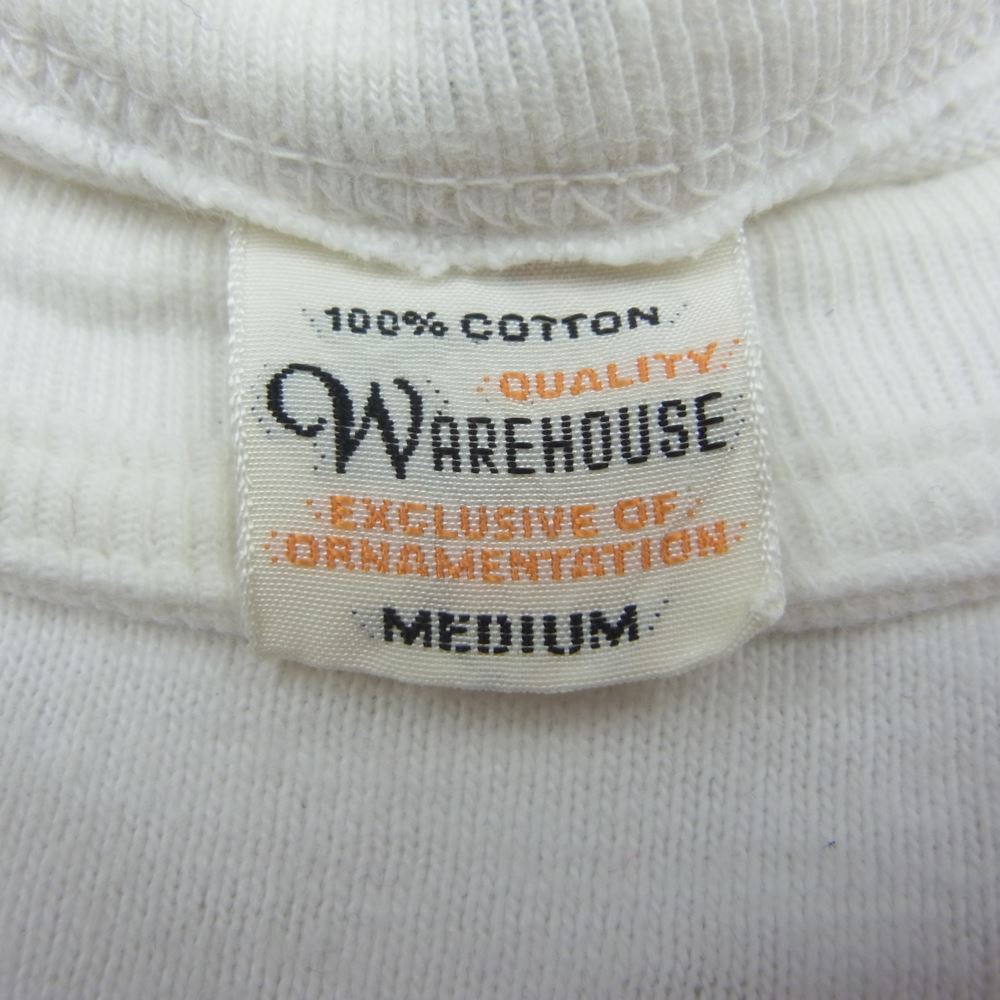 100% COTTON
QUALITY
WAREHOUSE
EXCLUSIVE OF
ORNAMENTATION
MEDIUM